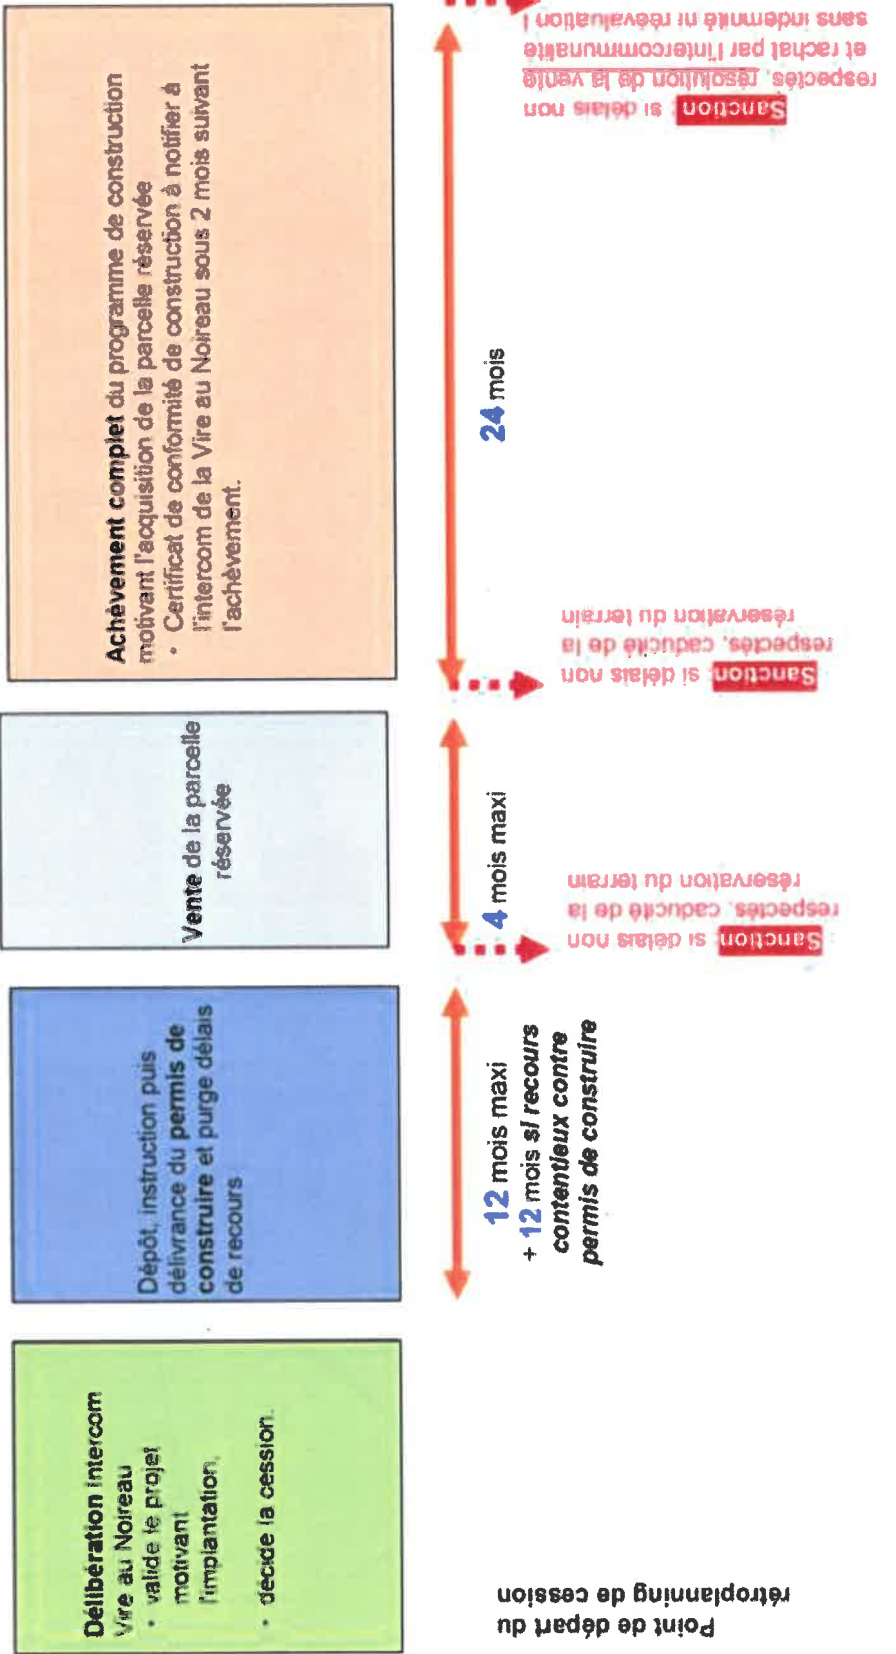 Délibération intercom
Vire au Noireau
• valide le projet
motivant
l'implantation,
• décide la cession.
Dépôt, instruction puis
délivrance du permis de
construire et purge délais
de recours
Vente de la parcelle
réservée
Achèvement complet du programme de construction
motivant l'acquisition de la parcelle réservée
• Certificat de conformité de construction à notifier à
l'intercom de la Vire au Noireau sous 2 mois suivant
l'achèvement.
Point de départ du
rétroplanning de cession
12 mois maxi
+ 12 mois si recours
contentieux contre
permis de construire
4 mois maxi
24 mois
Sanction : si délais non
respectés, caducité de la
réservation du terrain
Sanction : si délais non
respectés, caducité de la
réservation du terrain
Sanction : si délais non
respectés, résolution de la vente
et rachat par l'intercommunalité
sans indemnité ni réévaluation !